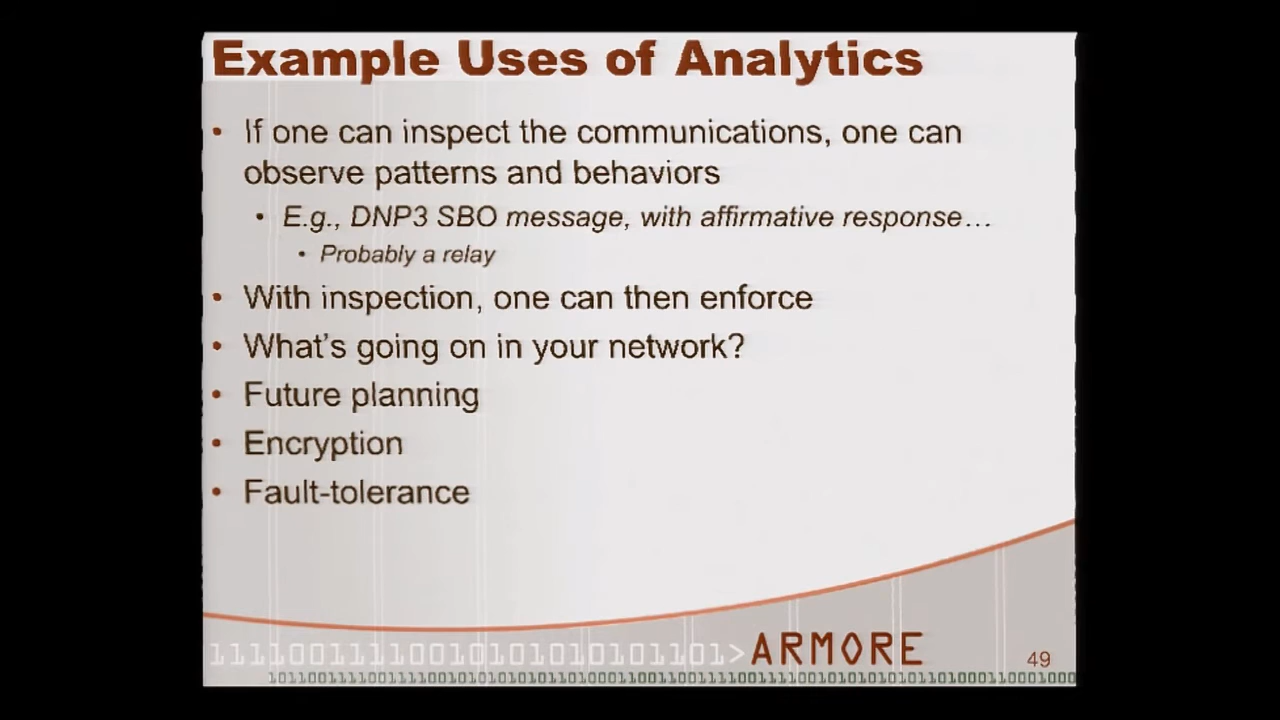 Example Uses of Analytics
• If one can inspect the communications, one can
observe patterns and behaviors
• E.g., DNP3 SBO message, with affirmative response…
• Probably a relay
• With inspection, one can then enforce
• What's going on in your network?
• Future planning
• Encryption
• Fault-tolerance
>ARMORE
49